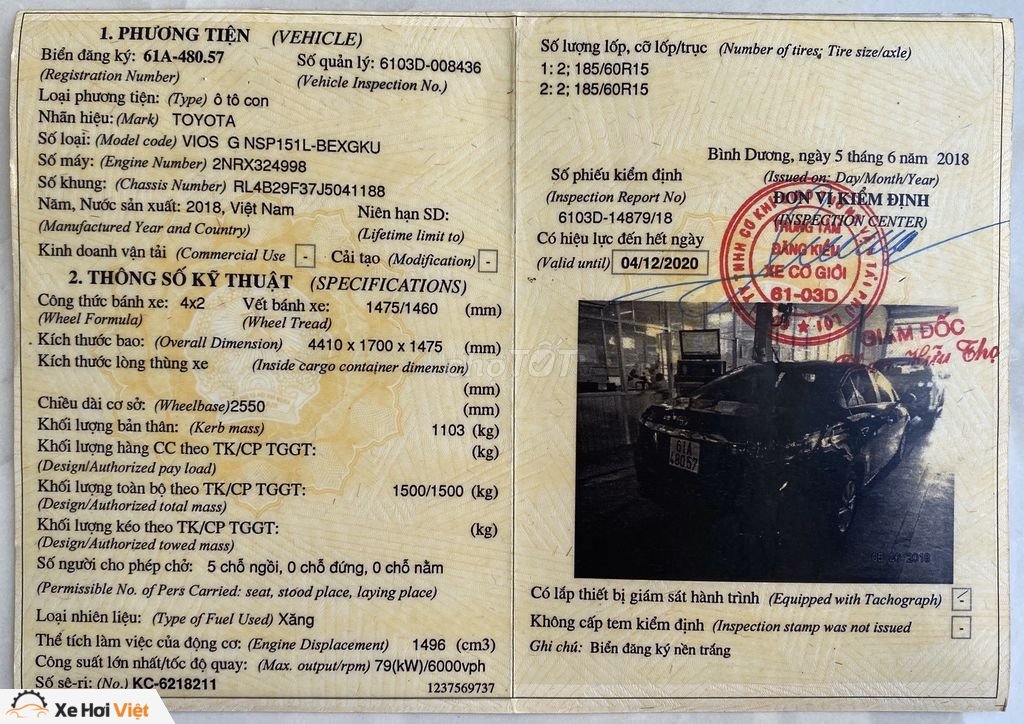 1. PHƯƠNG TIỆN (VEHICLE)
Biển đăng ký: 61A-480.57 Số quản lý: 6103D-008436
(Registration Number) (Vehicle Inspection No.)
Loại phương tiện: (Type) ô tô con
Nhãn hiệu: (Mark) TOYOTA
Số loại: (Model code) VIOS G NSP151L-BEXGKU
Số máy: (Engine Number) 2NRX324998
Số khung: (Chassis Number) RL4B29F37J5041188
Năm, Nước sản xuất: 2018, Việt Nam Niên hạn SD:
(Manufactured Year and Country) (Lifetime limit to)
Kinh doanh vận tải (Commercial Use - Cải tạo (Modification) -
2. THÔNG SỐ KỸ THUẬT (SPECIFICATIONS)
Công thức bánh xe: 4x2 Vết bánh xe: 1475/1460 (mm)
(Wheel Formula) (Wheel Tread)
Kích thước bao: (Overall Dimension) 4410 x 1700 x 1475 (mm)
Kích thước lòng thùng xe (Inside cargo container dimension)
(mm)
Chiều dài cơ sở: (Wheelbase) 2550 (mm)
Khối lượng bản thân: (Kerb mass) 1103 (kg)
Khối lượng hàng CC theo TK/CP TGGT: (kg)
(Design/Authorized pay load)
Khối lượng toàn bộ theo TK/CP TGGT: 1500/1500 (kg)
(Design/Authorized total mass)
Khối lượng kéo theo TK/CP TGGT: (kg)
(Design/Authorized towed mass)
Số người cho phép chở: 5 chỗ ngồi, 0 chỗ đứng, 0 chỗ nằm
(Permissible No. of Pers Carried: seat, stood place, laying place)
Loại nhiên liệu: (Type of Fuel Used) Xăng
Thể tích làm việc của động cơ: (Engine Displacement) 1496 (cm3)
Công suất lớn nhất/tốc độ quay: (Max. output/rpm) 79(kW)/6000vph
Số sê-ri: (No.) KC-6218211 1237569737
Số lượng lốp, cỡ lốp/trục (Number of tires; Tire size/axle)
1: 2; 185/60R15
2: 2; 185/60R15
Bình Dương, ngày 5 tháng 6 năm 2018
(Issued on: Day/Month/Year)
Số phiếu kiểm định ĐƠN VỊ KIỂM ĐỊNH
(Inspection Report No) (INSPECTION CENTER)
6103D-14879/18
Có hiệu lực đến hết ngày
(Valid until) 04/12/2020
TRUNG TÂM
ĐĂNG KIỂM
XE CƠ GIỚI
61-03D
GIÁM ĐỐC
Hữu Thọ
61A
480.57
Có lắp thiết bị giám sát hành trình (Equipped with Tachograph) -
Không cấp tem kiểm định (Inspection stamp was not issued -
Ghi chú: Biển đăng ký nền trắng
Xe Hơi Việt